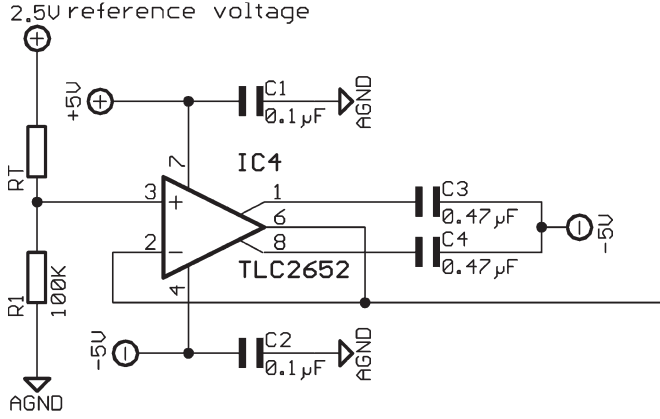 2.5V reference voltage
+5V
C1
0.1µF
AGND
7
IC4
RT
3
1
C3
0.47µF
6
-5V
2
8
C4
0.47µF
TLC2652
R1
100K
4
-5V
C2
0.1µF
AGND
AGND